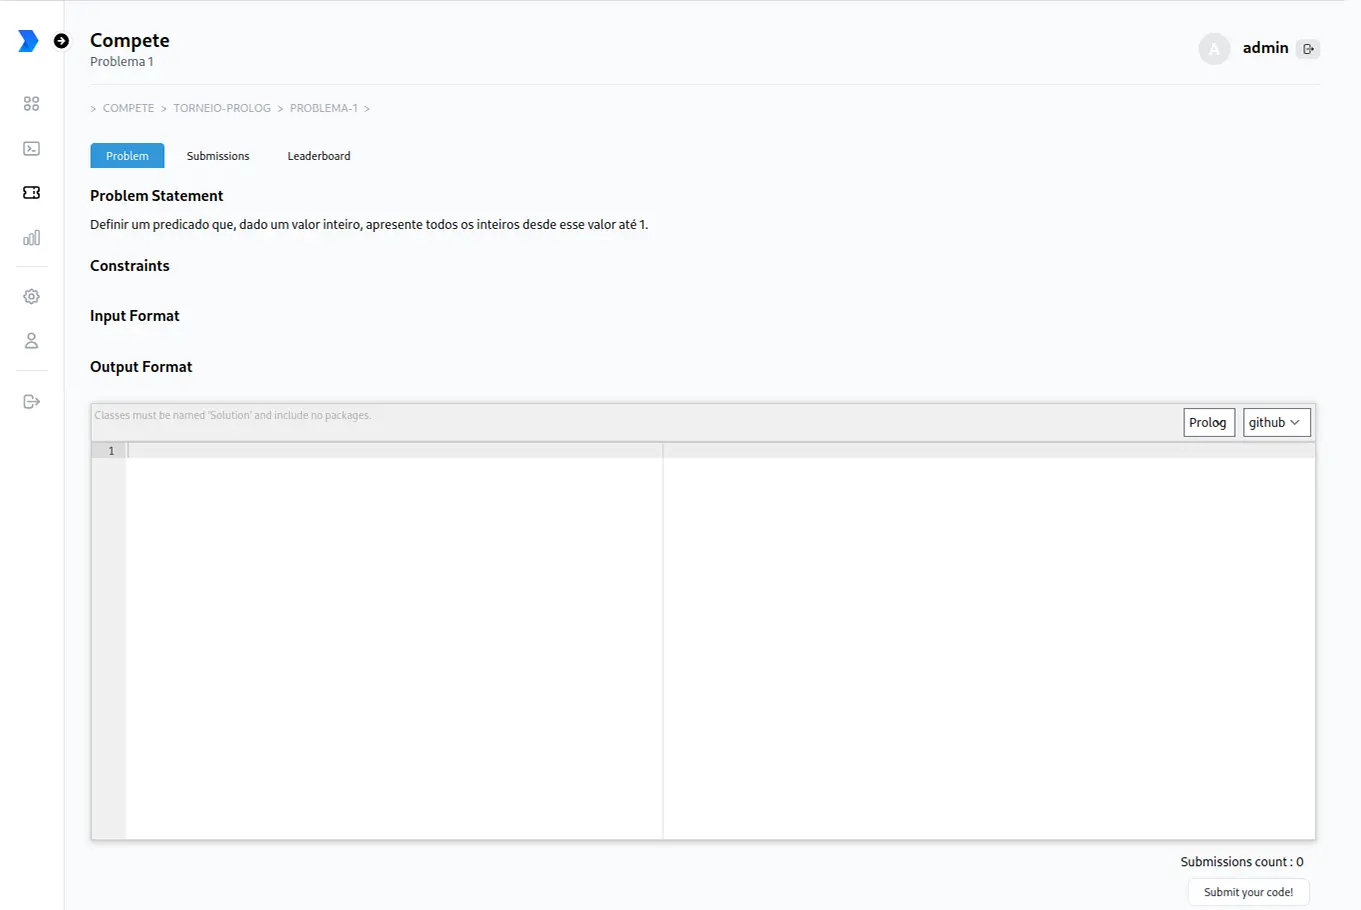 Compete
Problema 1
A
admin
> COMPETE > TORNEIO-PROLOG > PROBLEMA-1 >
Problem Submissions Leaderboard
Problem Statement
Definir um predicado que, dado um valor inteiro, apresente todos os inteiros desde esse valor até 1.
Constraints
Input Format
Output Format
Classes must be named 'Solution' and include no packages.
Prolog github
1
Submissions count : 0
Submit your code!